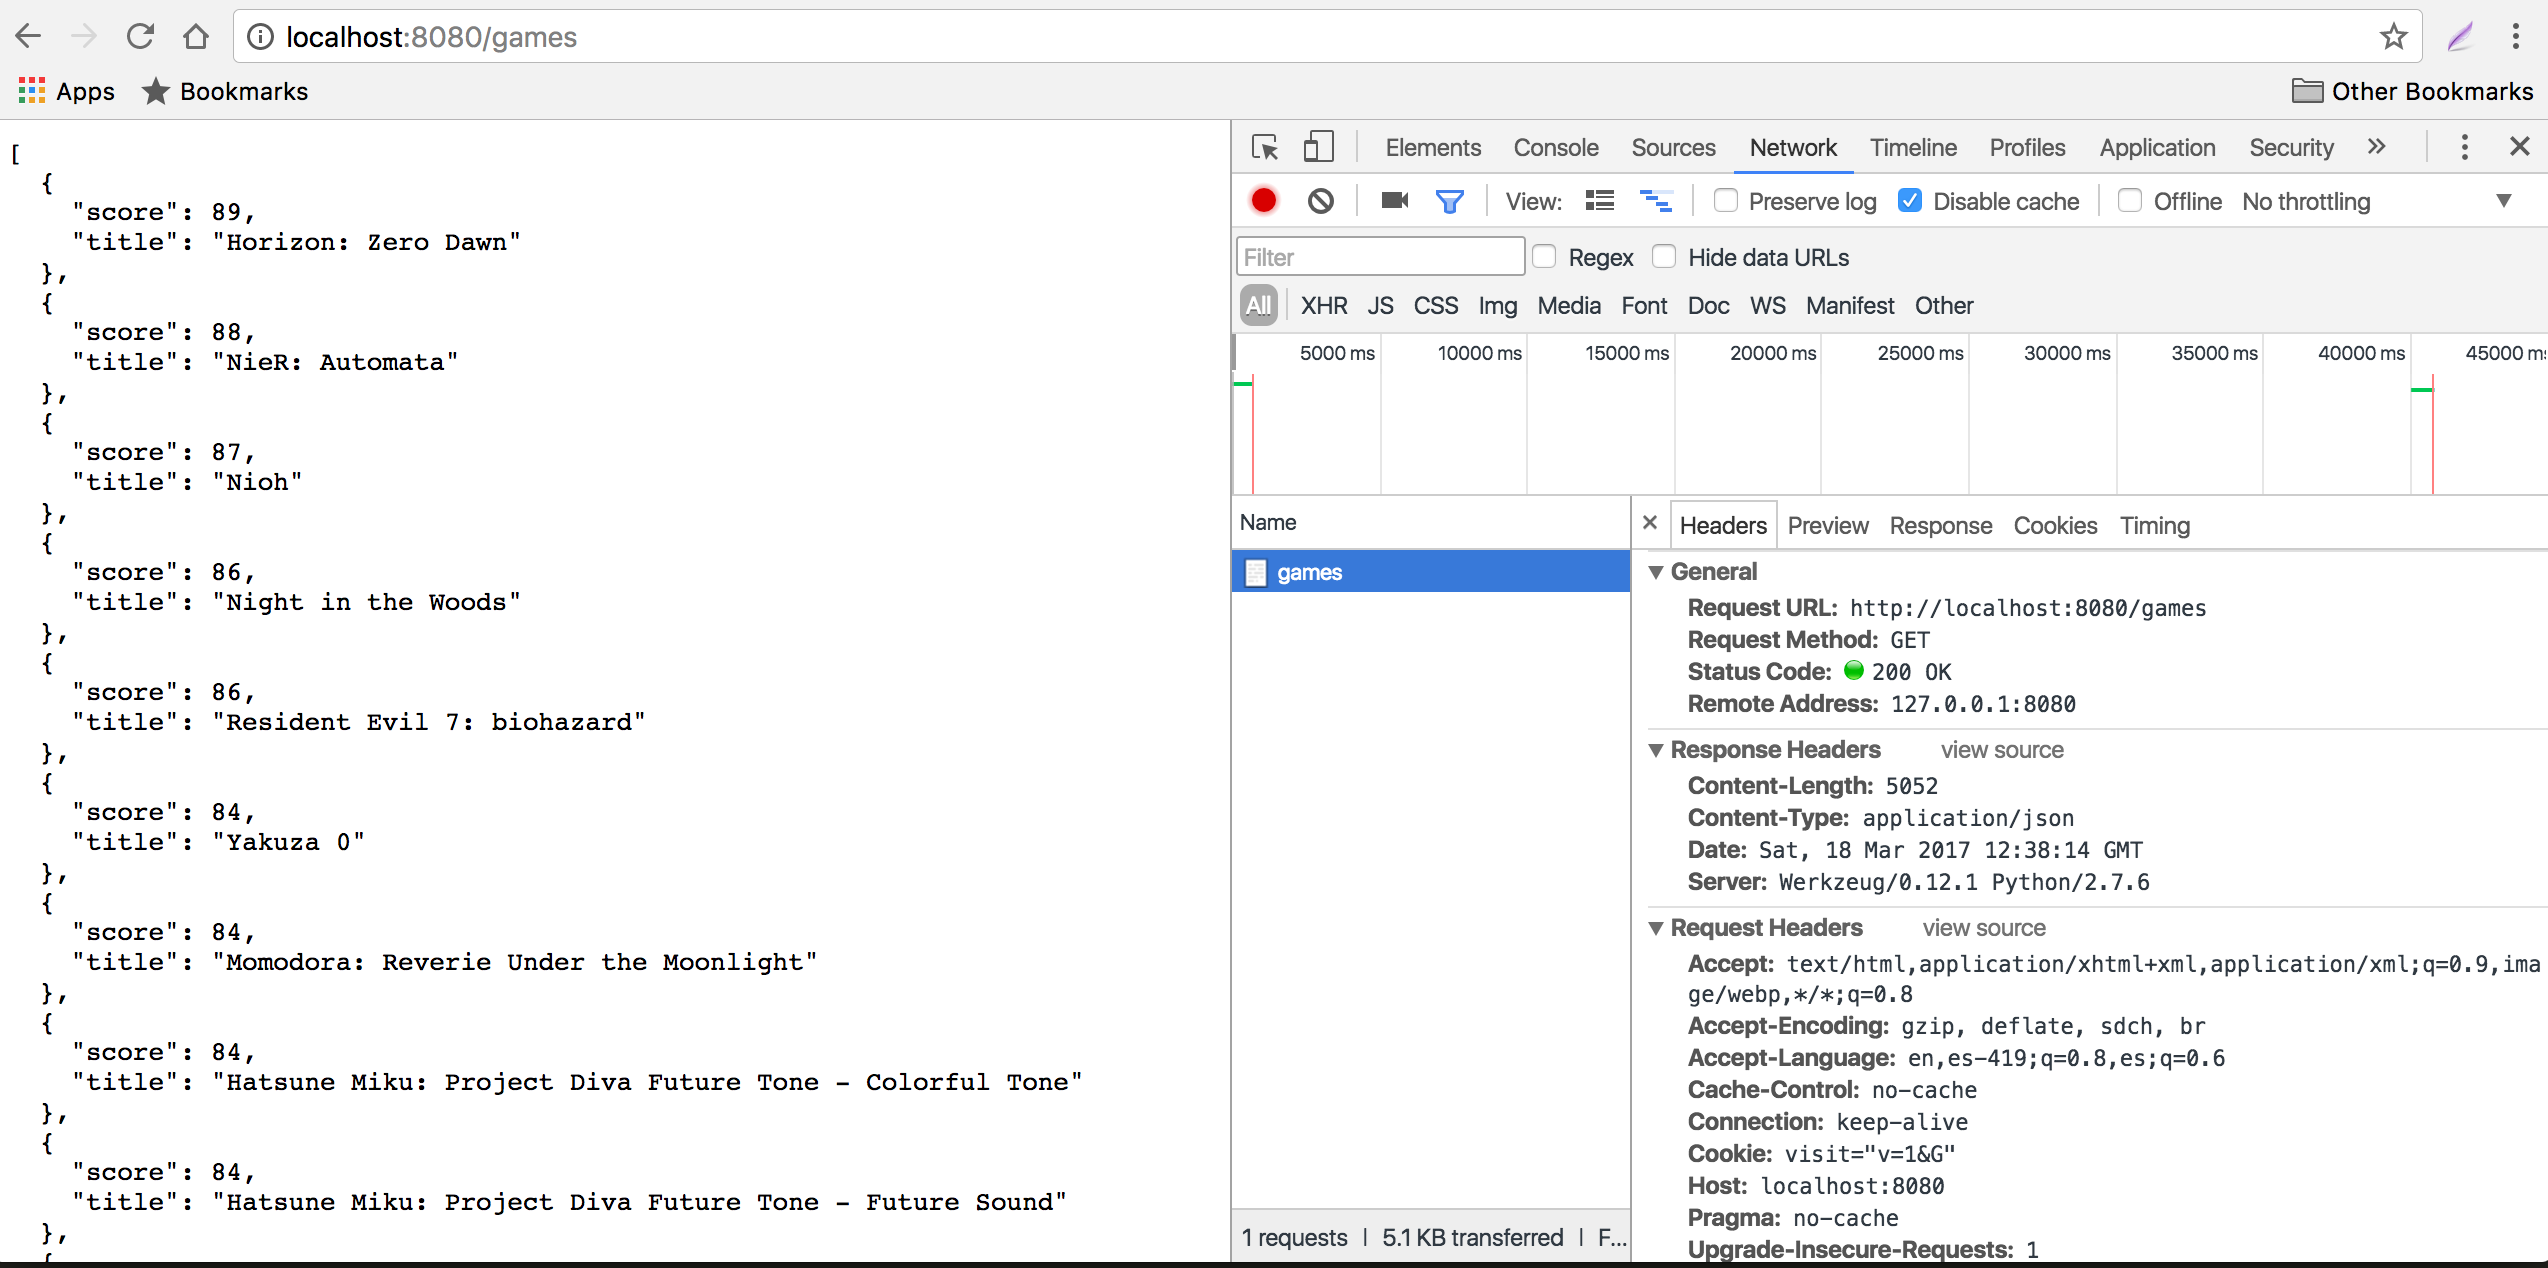 localhost:8080/games
Apps Bookmarks Other Bookmarks
[
{
"score": 89,
"title": "Horizon: Zero Dawn"
},
{
"score": 88,
"title": "NieR: Automata"
},
{
"score": 87,
"title": "Nioh"
},
{
"score": 86,
"title": "Night in the Woods"
},
{
"score": 86,
"title": "Resident Evil 7: biohazard"
},
{
"score": 84,
"title": "Yakuza 0"
},
{
"score": 84,
"title": "Momodora: Reverie Under the Moonlight"
},
{
"score": 84,
"title": "Hatsune Miku: Project Diva Future Tone - Colorful Tone"
},
{
"score": 84,
"title": "Hatsune Miku: Project Diva Future Tone - Future Sound"
},
{
Elements Console Sources Network Timeline Profiles Application Security »
View: Preserve log Disable cache Offline No throttling
Filter Regex Hide data URLs
All XHR JS CSS Img Media Font Doc WS Manifest Other
5000 ms 10000 ms 15000 ms 20000 ms 25000 ms 30000 ms 35000 ms 40000 ms 45000 m
Name
games
1 requests | 5.1 KB transferred | F...
× Headers Preview Response Cookies Timing
General
Request URL: http://localhost:8080/games
Request Method: GET
Status Code: 200 OK
Remote Address: 127.0.0.1:8080
Response Headers view source
Content-Length: 5052
Content-Type: application/json
Date: Sat, 18 Mar 2017 12:38:14 GMT
Server: Werkzeug/0.12.1 Python/2.7.6
Request Headers view source
Accept: text/html,application/xhtml+xml,application/xml;q=0.9,ima
ge/webp,*/*;q=0.8
Accept-Encoding: gzip, deflate, sdch, br
Accept-Language: en,es-419;q=0.8,es;q=0.6
Cache-Control: no-cache
Connection: keep-alive
Cookie: visit="v=1&G"
Host: localhost:8080
Pragma: no-cache
Upgrade-Insecure-Requests: 1